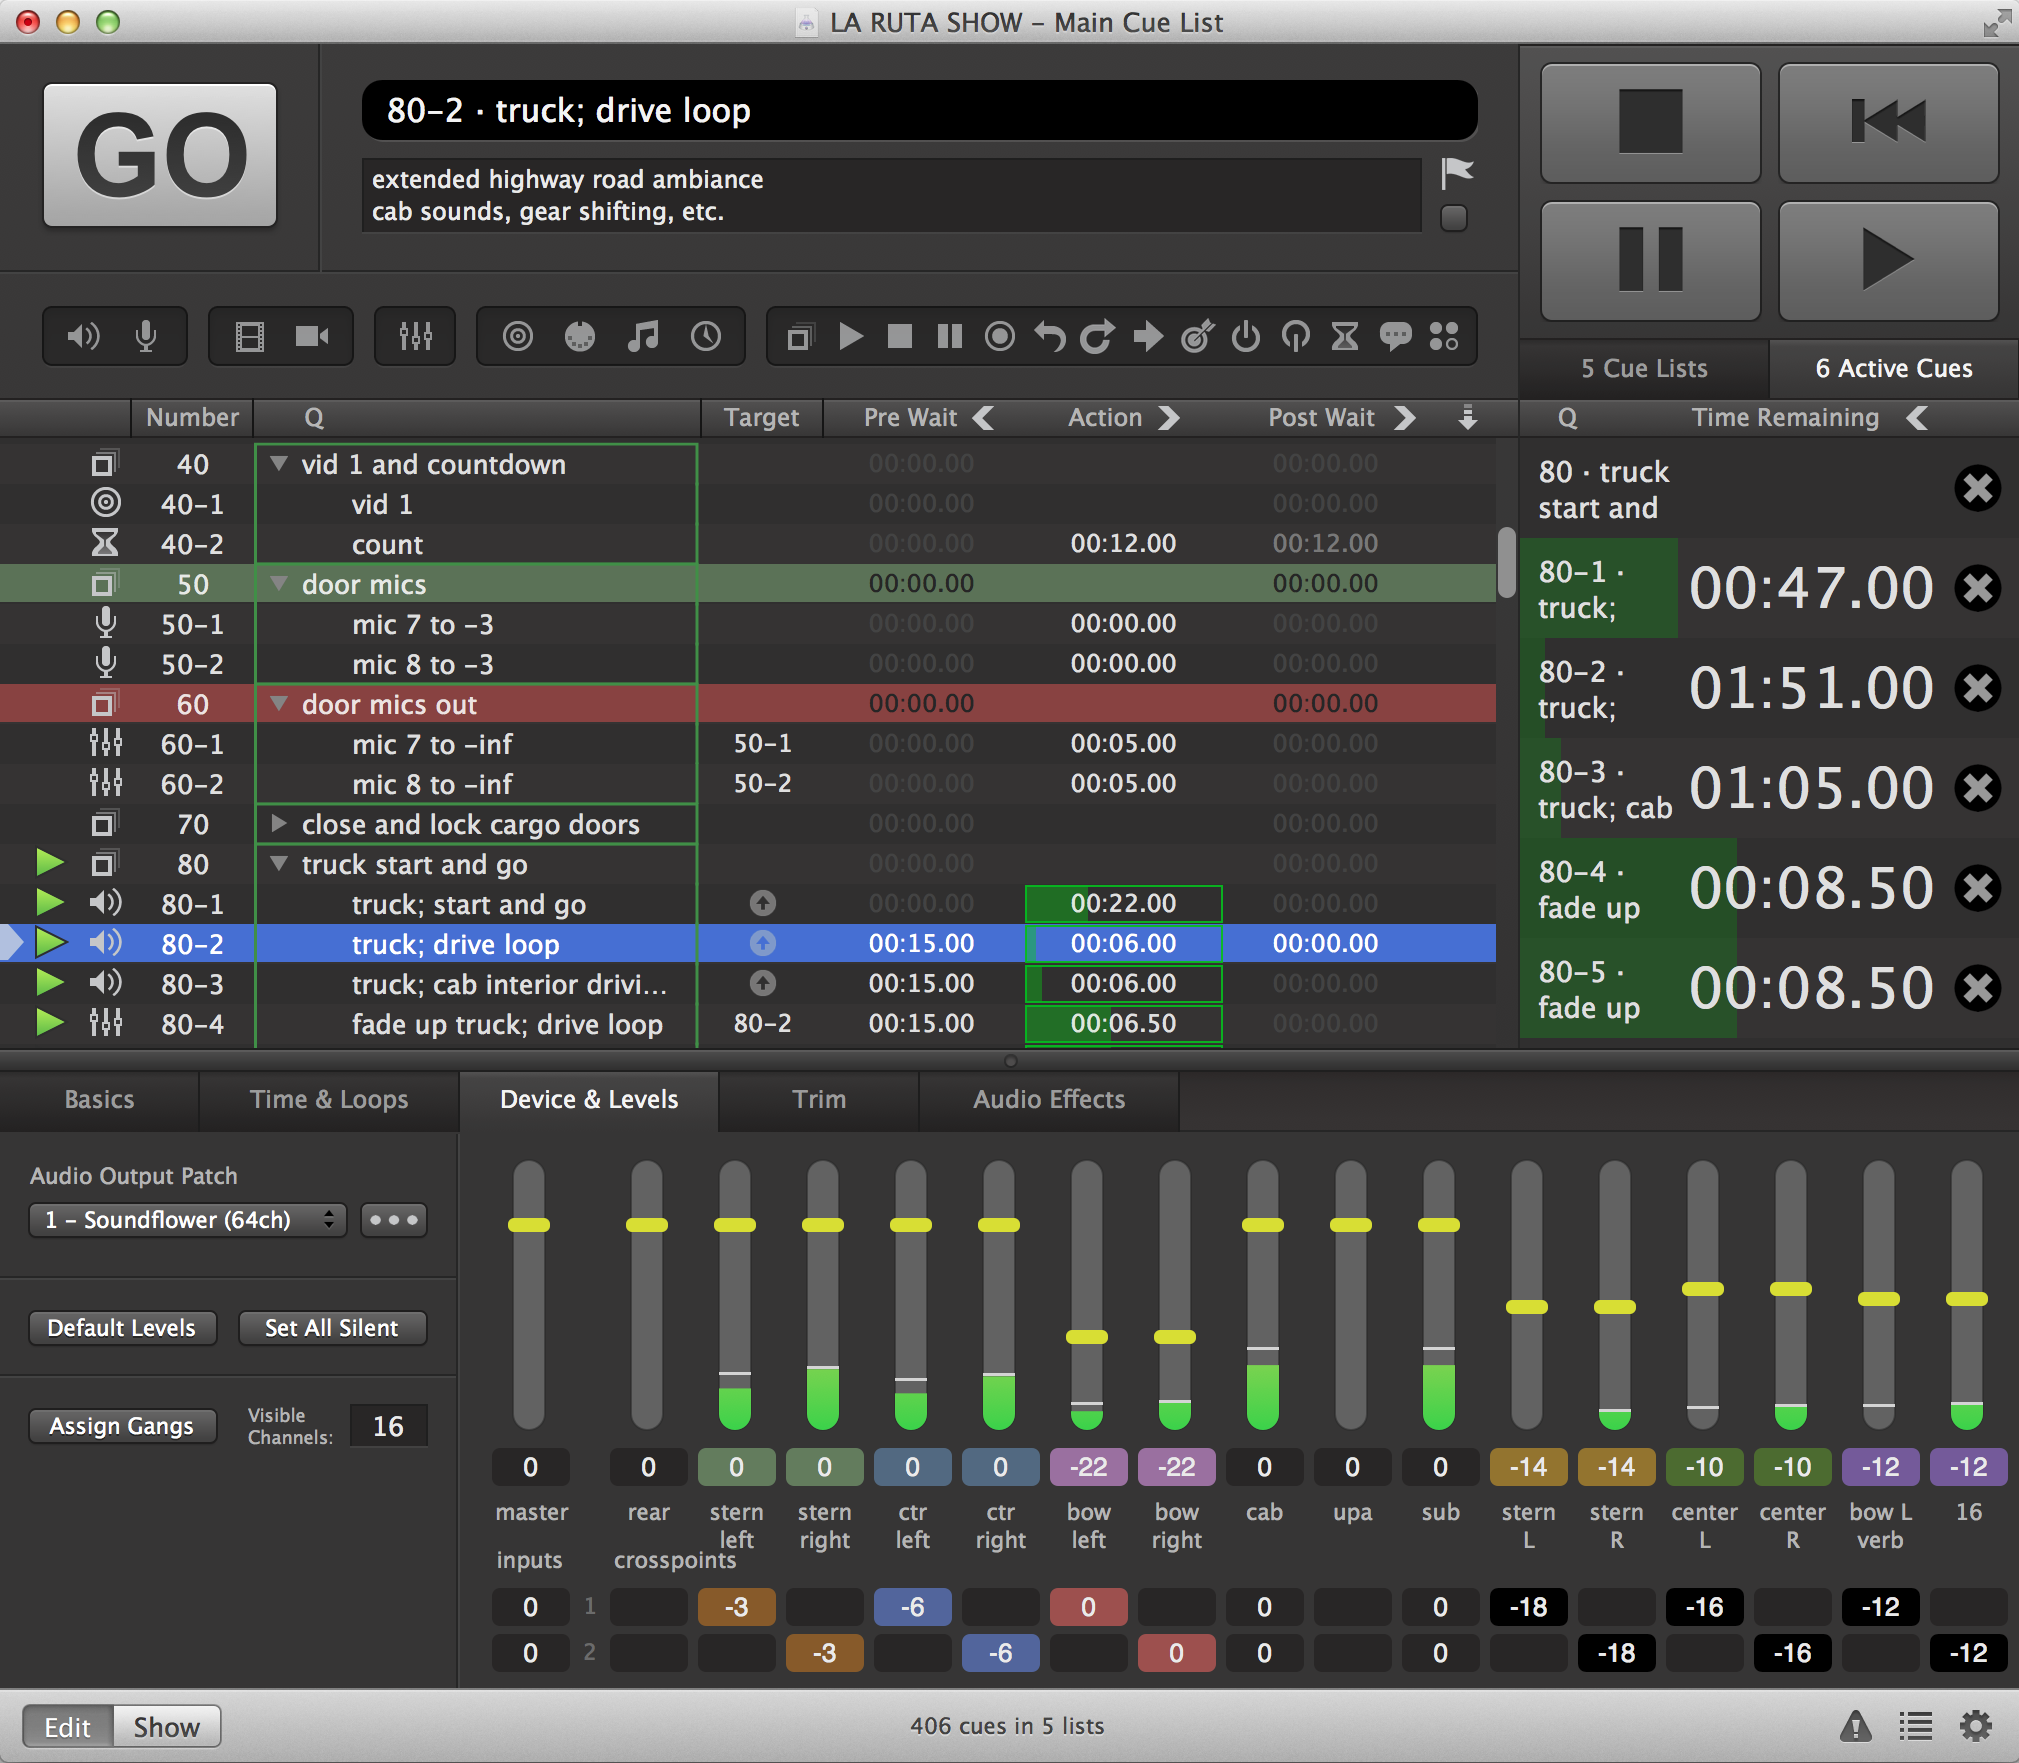 LA RUTA SHOW – Main Cue List
GO
80–2 · truck; drive loop
extended highway road ambiance
cab sounds, gear shifting, etc.
5 Cue Lists 6 Active Cues
Number Q Target Pre Wait Action Post Wait
40 vid 1 and countdown 00:00.00 00:00.00
40–1 vid 1 00:00.00 00:00.00
40–2 count 00:00.00 00:12.00 00:12.00
50 door mics 00:00.00 00:00.00
50–1 mic 7 to –3 00:00.00 00:00.00 00:00.00
50–2 mic 8 to –3 00:00.00 00:00.00 00:00.00
60 door mics out 00:00.00 00:00.00
60–1 mic 7 to –inf 50–1 00:00.00 00:05.00 00:00.00
60–2 mic 8 to –inf 50–2 00:00.00 00:05.00 00:00.00
70 close and lock cargo doors 00:00.00 00:00.00
80 truck start and go 00:00.00 00:00.00
80–1 truck; start and go 00:00.00 00:22.00 00:00.00
80–2 truck; drive loop 00:15.00 00:06.00 00:00.00
80–3 truck; cab interior drivi... 00:15.00 00:06.00 00:00.00
80–4 fade up truck; drive loop 80–2 00:15.00 00:06.50 00:00.00
Q Time Remaining
80 · truck
start and
80–1 ·
truck;
00:47.00
80–2 ·
truck;
01:51.00
80–3 ·
truck; cab
01:05.00
80–4 ·
fade up
00:08.50
80–5 ·
fade up
00:08.50
Basics Time & Loops Device & Levels Trim Audio Effects
Audio Output Patch
1 – Soundflower (64ch)
Default Levels Set All Silent
Assign Gangs
Visible
Channels:
16
0 0 0 0 0 0 -22 -22 0 0 0 -14 -14 -10 -10 -12 -12
master rear stern ctr bow cab upa sub stern stern center center bow L 16
left right left right left right L R L R verb
inputs crosspoints
0 1 -3 -6 0 0 0 -18 -16 -12
0 2 -3 -6 0 0 0 -18 -16 -12
Edit Show
406 cues in 5 lists